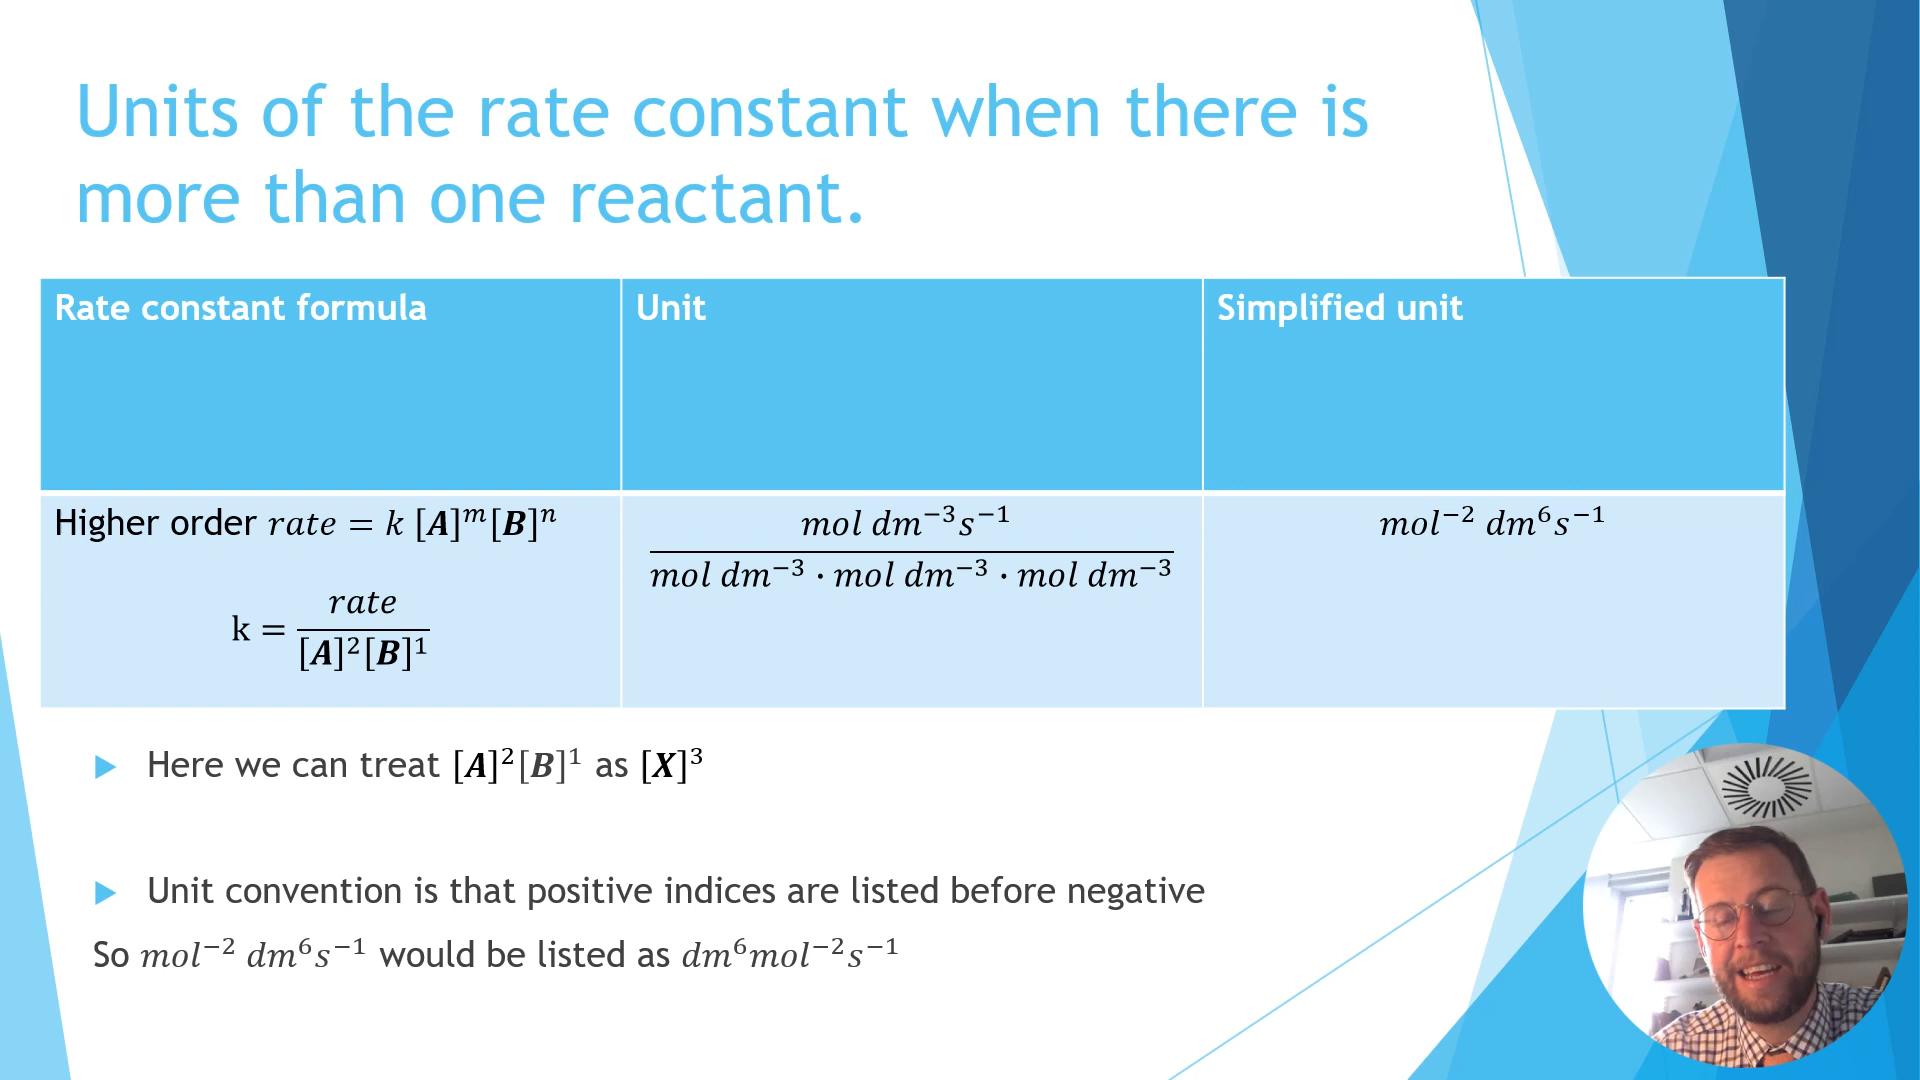 Units of the rate constant when there is
more than one reactant.
Rate constant formula
Unit
Simplified unit
Higher order rate = k [A]^m[B]^n
k = rate / [A]²[B]¹
mol dm⁻³s⁻¹
mol dm⁻³ · mol dm⁻³ · mol dm⁻³
mol⁻² dm⁶s⁻¹
Here we can treat [A]²[B]¹ as [X]³
Unit convention is that positive indices are listed before negative
So mol⁻² dm⁶s⁻¹ would be listed as dm⁶mol⁻²s⁻¹